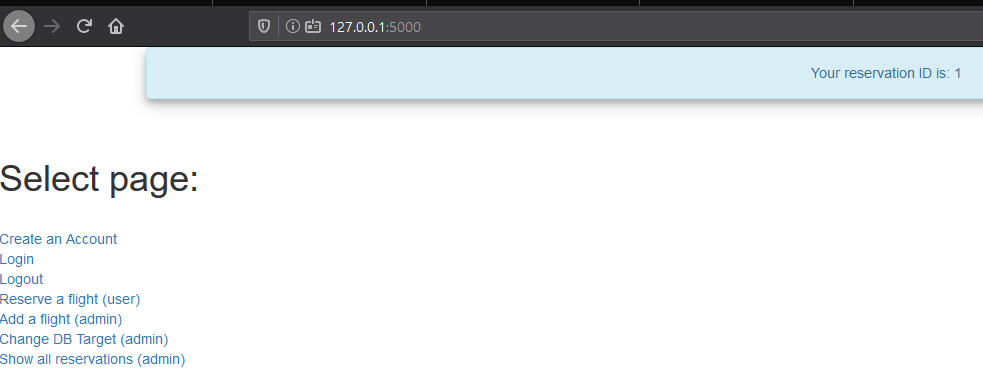 127.0.0.1:5000
Your reservation ID is: 1
Select page:
Create an Account
Login
Logout
Reserve a flight (user)
Add a flight (admin)
Change DB Target (admin)
Show all reservations (admin)